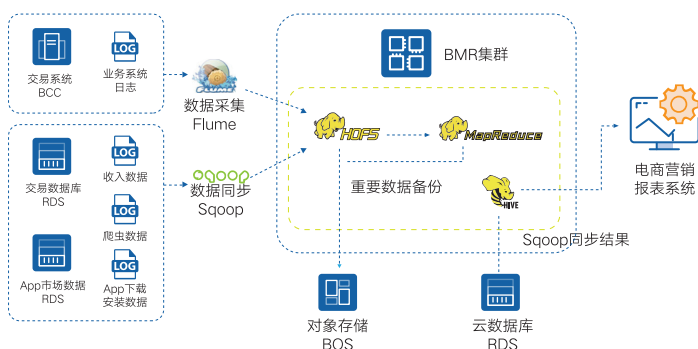 交易系统
BCC
LOG
业务系统
日志
FLUME
数据采集
Flume
交易数据库
RDS
LOG
收入数据
LOG
爬虫数据
App市场数据
RDS
LOG
App下载
安装数据
sqoop
数据同步
Sqoop
BMR集群
HDFS
MapReduce
重要数据备份
HIVE
Sqoop同步结果
电商营销
报表系统
对象存储
BOS
云数据库
RDS